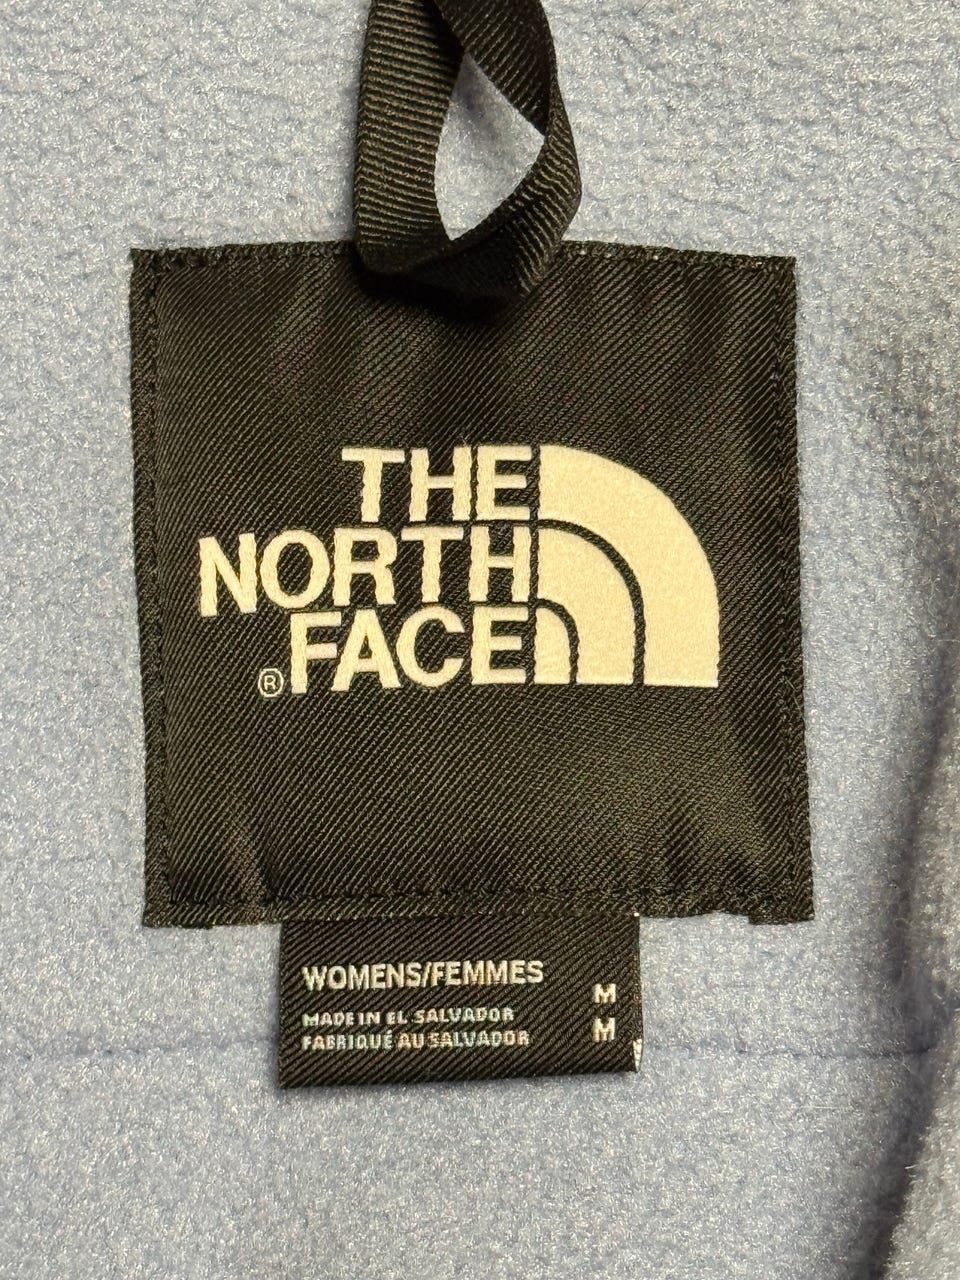 THE
NORTH
FACE
®
WOMENS/FEMMES
M
MADE IN EL SALVADOR
M
FABRIQUÉ AU SALVADOR